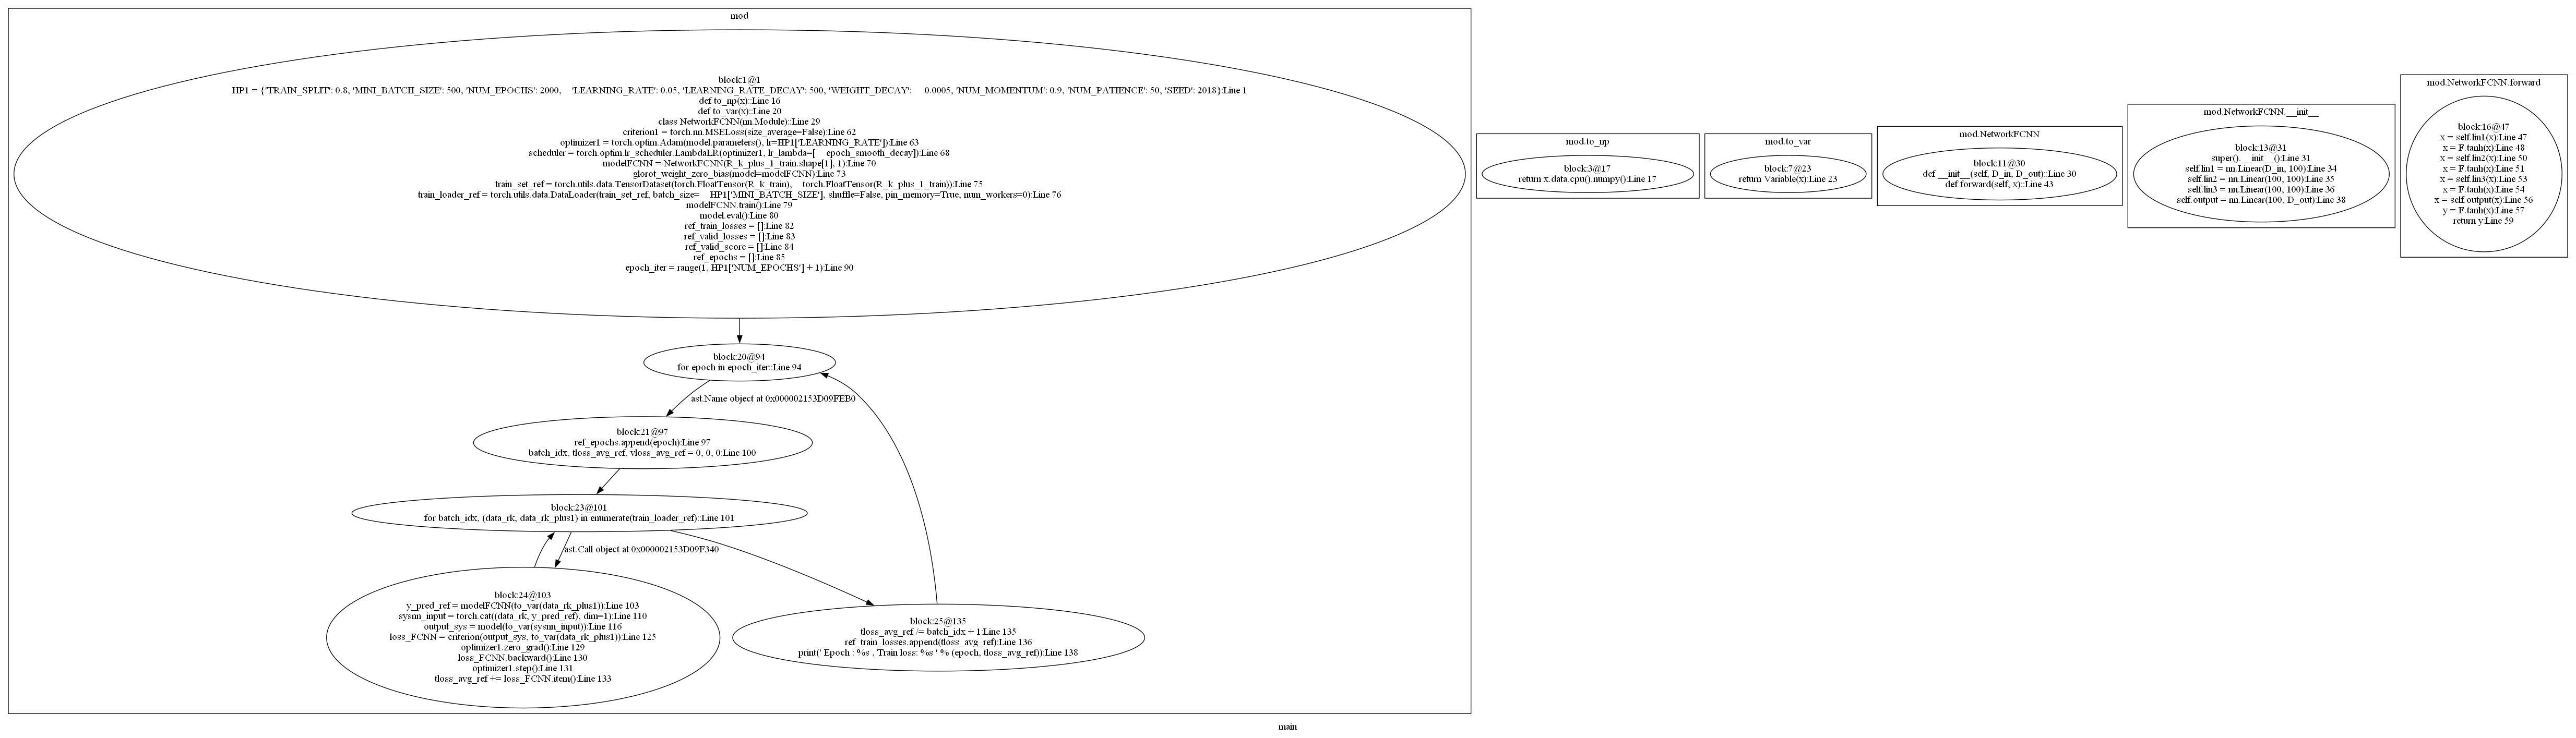 mod
block:1@1
HP1 = {'TRAIN_SPLIT': 0.8, 'MINI_BATCH_SIZE': 500, 'NUM_EPOCHS': 2000,    'LEARNING_RATE': 0.05, 'LEARNING_RATE_DECAY': 500, 'WEIGHT_DECAY':    0.0005, 'NUM_MOMENTUM': 0.9, 'NUM_PATIENCE': 50, 'SEED': 2018}:Line 1
def to_np(x)::Line 16
def to_var(x)::Line 20
class NetworkFCNN(nn.Module)::Line 29
criterion1 = torch.nn.MSELoss(size_average=False):Line 62
optimizer1 = torch.optim.Adam(model.parameters(), lr=HP1['LEARNING_RATE']):Line 63
scheduler = torch.optim.lr_scheduler.LambdaLR(optimizer1, lr_lambda=[    epoch_smooth_decay]):Line 68
modelFCNN = NetworkFCNN(R_k_plus_1_train.shape[1], 1):Line 70
glorot_weight_zero_bias(model=modelFCNN):Line 73
train_set_ref = torch.utils.data.TensorDataset(torch.FloatTensor(R_k_train),    torch.FloatTensor(R_k_plus_1_train)):Line 75
train_loader_ref = torch.utils.data.DataLoader(train_set_ref, batch_size=    HP1['MINI_BATCH_SIZE'], shuffle=False, pin_memory=True, num_workers=0):Line 76
modelFCNN.train():Line 79
model.eval():Line 80
ref_train_losses = []:Line 82
ref_valid_losses = []:Line 83
ref_valid_score = []:Line 84
ref_epochs = []:Line 85
epoch_iter = range(1, HP1['NUM_EPOCHS'] + 1):Line 90
block:20@94
for epoch in epoch_iter::Line 94
ast.Name object at 0x000002153D09FEB0
block:21@97
ref_epochs.append(epoch):Line 97
batch_idx, tloss_avg_ref, vloss_avg_ref = 0, 0, 0:Line 100
block:23@101
for batch_idx, (data_rk, data_rk_plus1) in enumerate(train_loader_ref)::Line 101
ast.Call object at 0x000002153D09F340
block:24@103
y_pred_ref = modelFCNN(to_var(data_rk_plus1)):Line 103
sysnn_input = torch.cat((data_rk, y_pred_ref), dim=1):Line 110
output_sys = model(to_var(sysnn_input)):Line 116
loss_FCNN = criterion(output_sys, to_var(data_rk_plus1)):Line 125
optimizer1.zero_grad():Line 129
loss_FCNN.backward():Line 130
optimizer1.step():Line 131
tloss_avg_ref += loss_FCNN.item():Line 133
block:25@135
tloss_avg_ref /= batch_idx + 1:Line 135
ref_train_losses.append(tloss_avg_ref):Line 136
print(' Epoch : %s , Train loss: %s ' % (epoch, tloss_avg_ref)):Line 138
main
mod.to_np
block:3@17
return x.data.cpu().numpy():Line 17
mod.to_var
block:7@23
return Variable(x):Line 23
mod.NetworkFCNN
block:11@30
def __init__(self, D_in, D_out)::Line 30
def forward(self, x)::Line 43
mod.NetworkFCNN.__init__
block:13@31
super().__init__():Line 31
self.lin1 = nn.Linear(D_in, 100):Line 34
self.lin2 = nn.Linear(100, 100):Line 35
self.lin3 = nn.Linear(100, 100):Line 36
self.output = nn.Linear(100, D_out):Line 38
mod.NetworkFCNN.forward
block:16@47
x = self.lin1(x):Line 47
x = F.tanh(x):Line 48
x = self.lin2(x):Line 50
x = F.tanh(x):Line 51
x = self.lin3(x):Line 53
x = F.tanh(x):Line 54
x = self.output(x):Line 56
y = F.tanh(x):Line 57
return y:Line 59